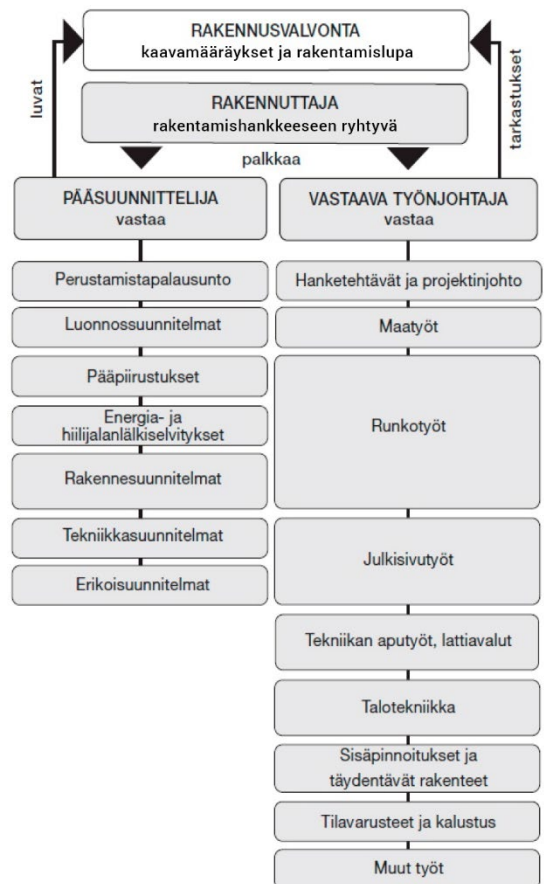 RAKENNUSVALVONTA
kaavamääräykset ja rakentamislupa
luvat
tarkastukset
RAKENNUTTAJA
rakentamishankkeeseen ryhtyvä
palkkaa
PÄÄSUUNNITTELIJA
vastaa
Perustamistapalausunto
Luonnossuunnitelmat
Pääpiirustukset
Energia- ja
hiilijalanlälkiselvitykset
Rakennesuunnitelmat
Tekniikkasuunnitelmat
Erikoisuunnitelmat
VASTAAVA TYÖNJOHTAJA
vastaa
Hanketehtävät ja projektinjohto
Maatyöt
Runkotyöt
Julkisivutyöt
Tekniikan aputyöt, lattiavalut
Talotekniikka
Sisäpinnoitukset ja
täydentävät rakenteet
Tilavarusteet ja kalustus
Muut työt